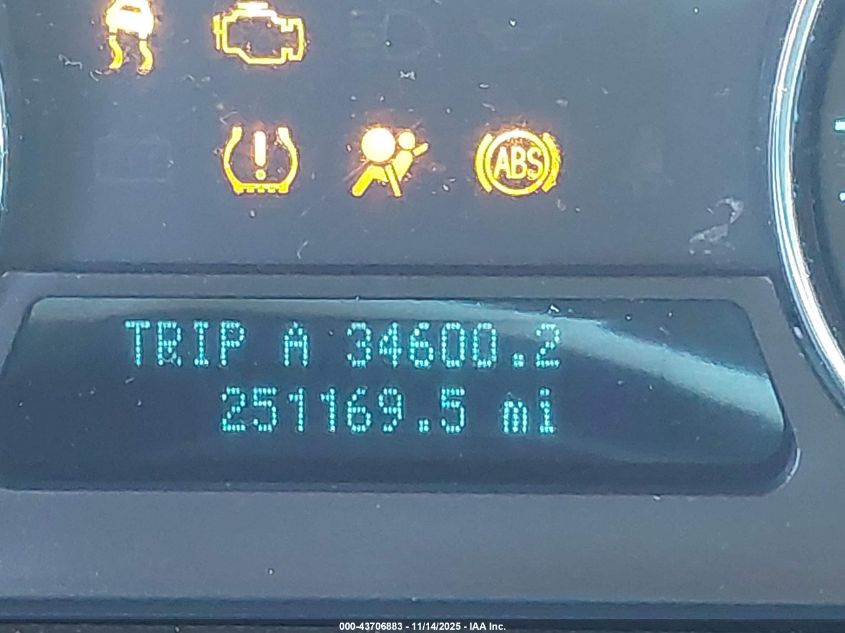 ABS
TRIP A 34600.2
251169.5 mi
000-43706883 - 11/14/2025 - IAA Inc.